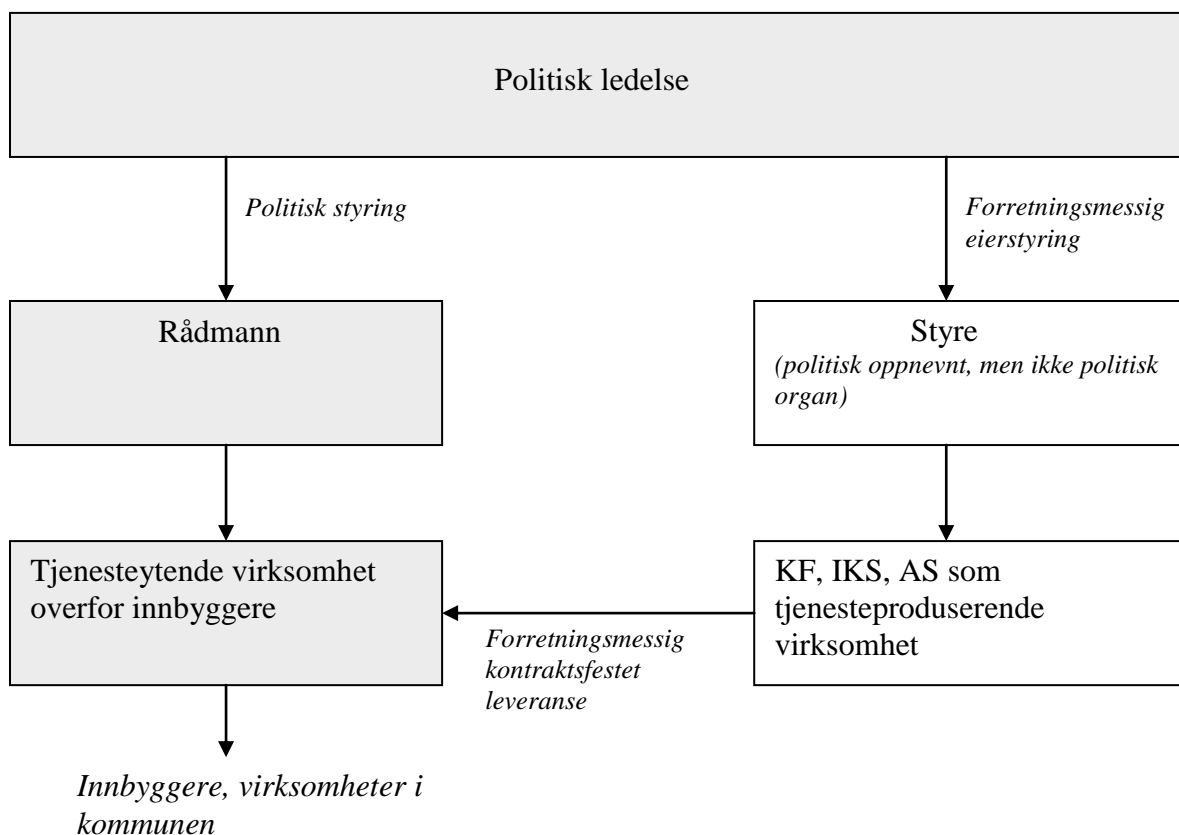 Politisk ledelse
Politisk styring
Forretningsmessig
eierstyring
Rådmann
Styre
(politisk oppnevnt, men ikke politisk
organ)
Tjenesteytende virksomhet
overfor innbyggere
KF, IKS, AS som
tjenesteproduserende
virksomhet
Forretningsmessig
kontraktsfestet
leveranse
Innbyggere, virksomheter i
kommunen